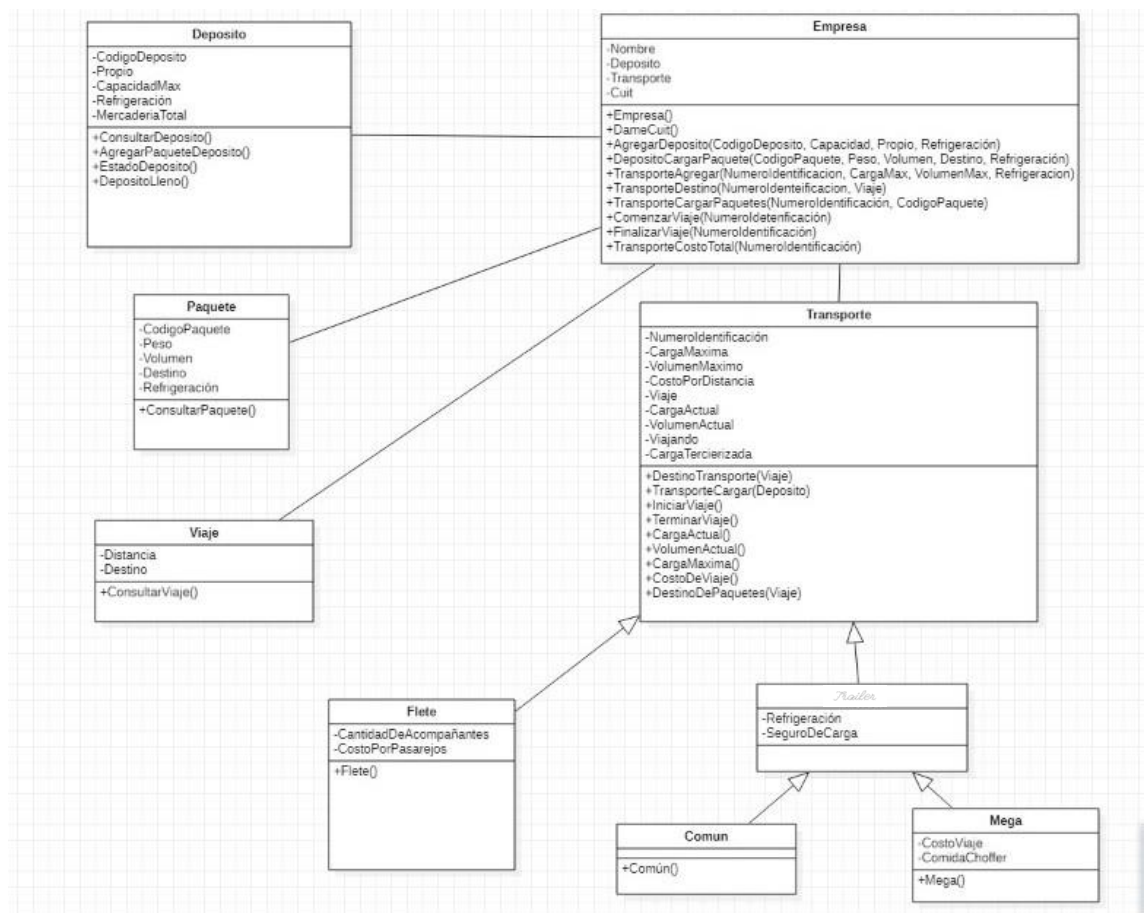 Deposito
-CodigoDeposito
-Propio
-CapacidadMax
-Refrigeración
-MercaderiaTotal
+ConsultarDeposito()
+AgregarPaqueteDeposito()
+EstadoDeposito()
+DepositoLleno()
Empresa
-Nombre
-Deposito
-Transporte
-Cuit
+Empresa()
+DameCuit()
+AgregarDeposito(CodigoDeposito, Capacidad, Propio, Refrigeración)
+DepositoCargarPaquete(CodigoPaquete, Peso, Volumen, Destino, Refrigeración)
+TransporteAgregar(NumeroIdentificacion, CargaMax, VolumenMax, Refrigeracion)
+TransporteDestino(NumeroIdenteificacion, Viaje)
+TransporteCargarPaquetes(NumeroIdentificación, CodigoPaquete)
+ComenzarViaje(NumeroIdetenficación)
+FinalizarViaje(NumeroIdentificación)
+TransporteCostoTotal(NumeroIdentificación)
Paquete
-CodigoPaquete
-Peso
-Volumen
-Destino
-Refrigeración
+ConsultarPaquete()
Transporte
-NumeroIdentificación
-CargaMaxima
-VolumenMaximo
-CostoPorDistancia
-Viaje
-CargaActual
-VolumenActual
-Viajando
-CargaTercierizada
+DestinoTransporte(Viaje)
+TransporteCargar(Deposito)
+IniciarViaje()
+TerminarViaje()
+CargaActual()
+VolumenActual()
+CargaMaxima()
+CostoDeViaje()
+DestinoDePaquetes(Viaje)
Viaje
-Distancia
-Destino
+ConsultarViaje()
Flete
-CantidadDeAcompañantes
-CostoPorPasarejos
+Flete()
Trailer
-Refrigeración
-SeguroDeCarga
Comun
+Común()
Mega
-CostoViaje
-ComidaChoffer
+Mega()